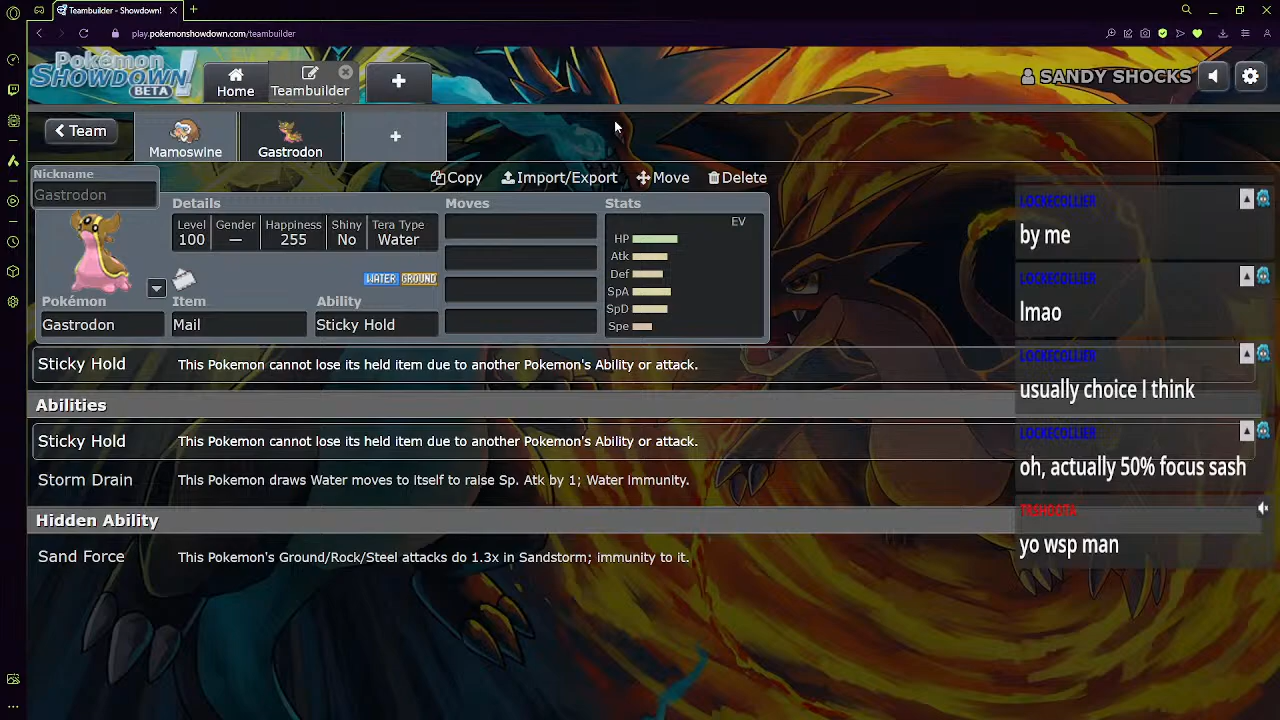 Teambuilder - Showdown!
play.pokemonshowdown.com/teambuilder
Pokémon
SHOWDOWN!
BETA
Home
Teambuilder
SANDY SHOCKS
Team
Mamoswine
Gastrodon
Nickname
Gastrodon
Copy
Import/Export
Move
Delete
Details
Moves
Stats
Level
100
Gender
—
Happiness
255
Shiny
No
Tera Type
Water
EV
HP
Atk
Def
SpA
SpD
Spe
WATER GROUND
Pokémon
Gastrodon
Item
Mail
Ability
Sticky Hold
Sticky Hold This Pokemon cannot lose its held item due to another Pokemon's Ability or attack.
Abilities
Sticky Hold This Pokemon cannot lose its held item due to another Pokemon's Ability or attack.
Storm Drain This Pokemon draws Water moves to itself to raise Sp. Atk by 1; Water immunity.
Hidden Ability
Sand Force This Pokemon's Ground/Rock/Steel attacks do 1.3x in Sandstorm; immunity to it.
LOCKECOLLIER
by me
LOCKECOLLIER
lmao
LOCKECOLLIER
usually choice I think
LOCKECOLLIER
oh, actually 50% focus sash
yo wsp man